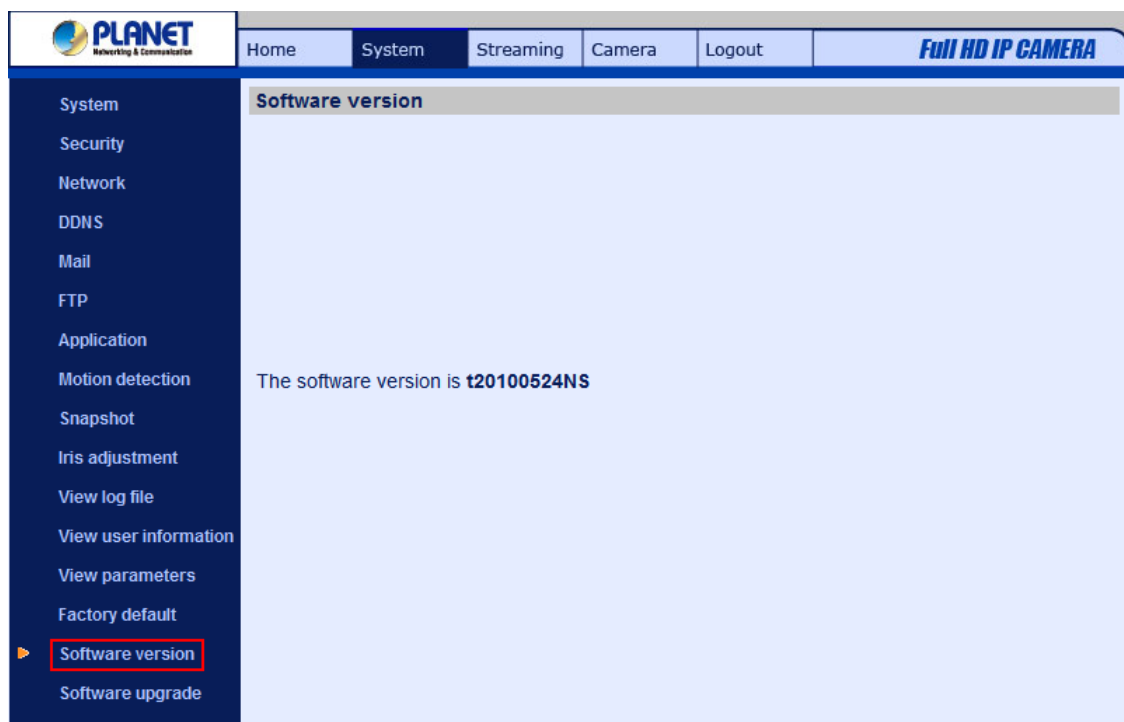 PLANET
Networking & Communication
Home System Streaming Camera Logout Full HD IP CAMERA
System
Security
Network
DDNS
Mail
FTP
Application
Motion detection
Snapshot
Iris adjustment
View log file
View user information
View parameters
Factory default
Software version
Software upgrade
Software version
The software version is t20100524NS